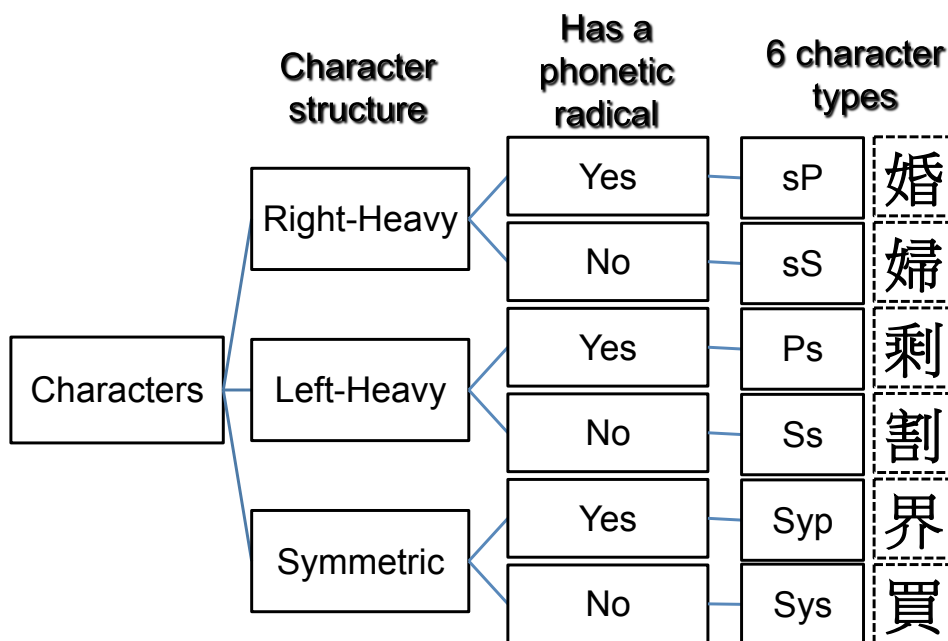 Character
structure
Has a
phonetic
radical
6 character
types
Characters
Right-Heavy
Yes
sP
婚
No
sS
婦
Left-Heavy
Yes
Ps
剩
No
Ss
割
Symmetric
Yes
Syp
界
No
Sys
買